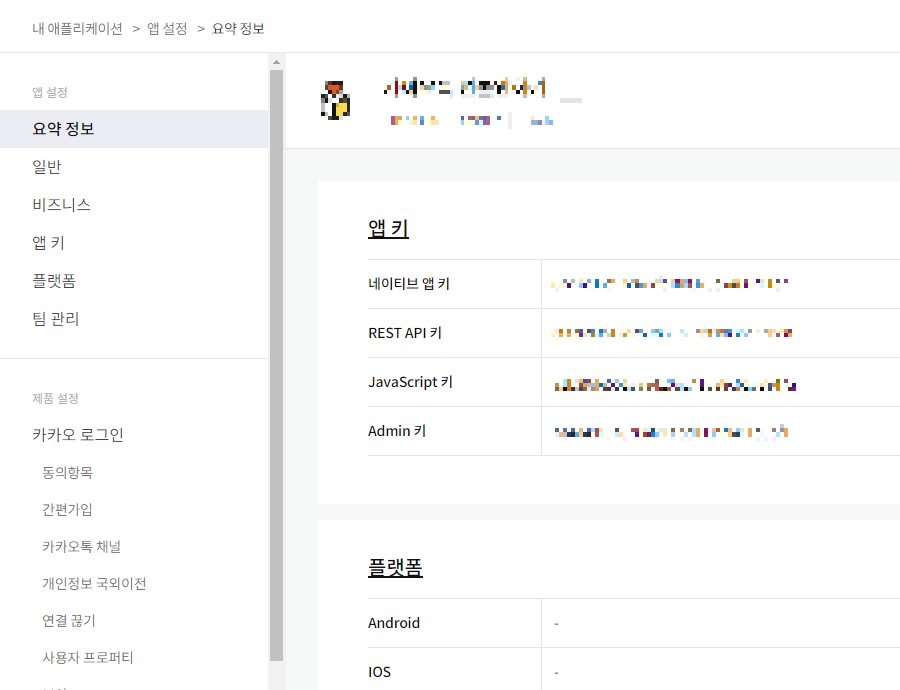 내 애플리케이션 > 앱 설정 > 요약 정보
앱 설정
요약 정보
일반
비즈니스
앱 키
플랫폼
팀 관리
제품 설정
카카오 로그인
동의항목
간편가입
카카오톡 채널
개인정보 국외이전
연결 끊기
사용자 프로퍼티
앱 키
네이티브 앱 키
REST API 키
JavaScript 키
Admin 키
플랫폼
Android -
IOS -